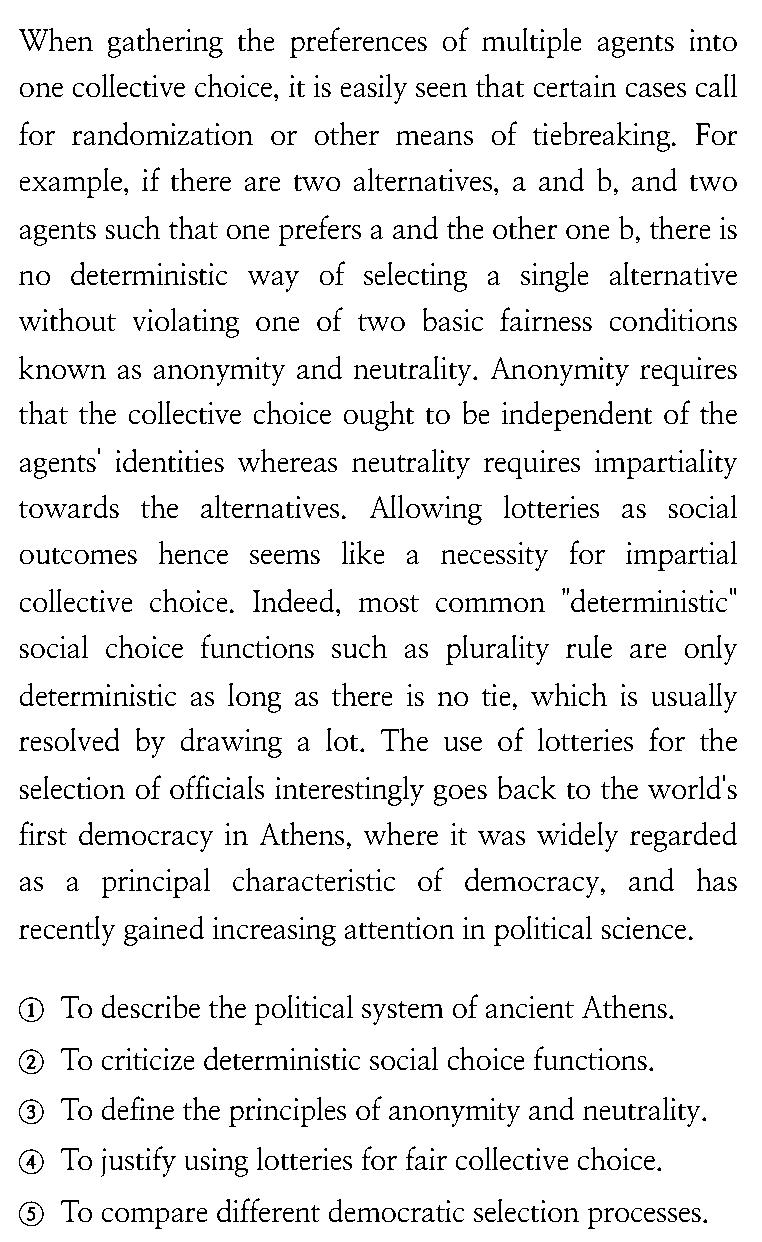 When gathering the preferences of multiple agents into
one collective choice, it is easily seen that certain cases call
for randomization or other means of tiebreaking. For
example, if there are two alternatives, a and b, and two
agents such that one prefers a and the other one b, there is
no deterministic way of selecting a single alternative
without violating one of two basic fairness conditions
known as anonymity and neutrality. Anonymity requires
that the collective choice ought to be independent of the
agents' identities whereas neutrality requires impartiality
towards the alternatives. Allowing lotteries as social
outcomes hence seems like a necessity for impartial
collective choice. Indeed, most common "deterministic"
social choice functions such as plurality rule are only
deterministic as long as there is no tie, which is usually
resolved by drawing a lot. The use of lotteries for the
selection of officials interestingly goes back to the world's
first democracy in Athens, where it was widely regarded
as a principal characteristic of democracy, and has
recently gained increasing attention in political science.
① To describe the political system of ancient Athens.
② To criticize deterministic social choice functions.
③ To define the principles of anonymity and neutrality.
④ To justify using lotteries for fair collective choice.
⑤ To compare different democratic selection processes.